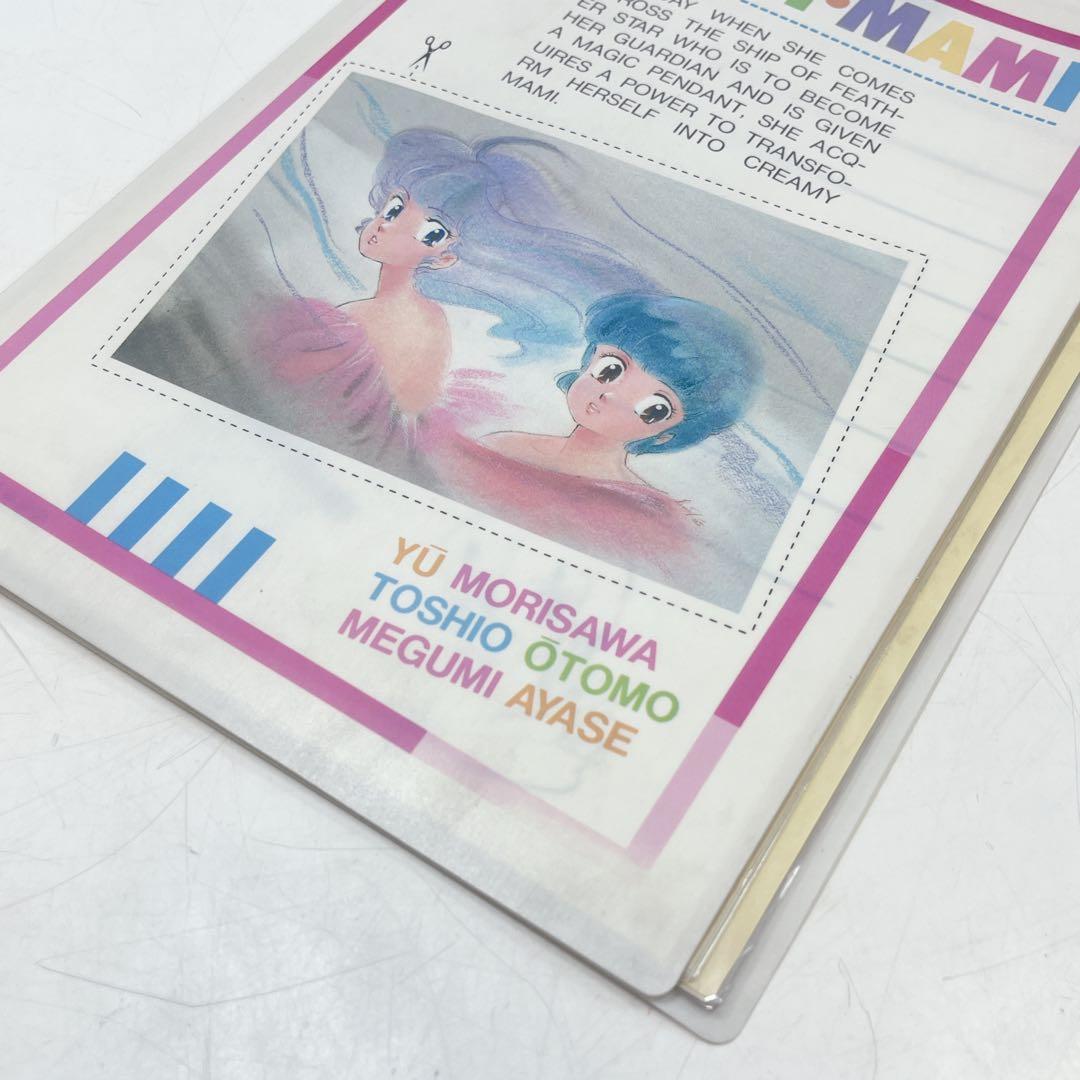 MAMI
DAY WHEN SHE COMES
ROSS THE SHIP OF FEATH-
ER STAR WHO IS TO BECOME
HER GUARDIAN AND IS GIVEN
A MAGIC PENDANT, SHE ACQ-
UIRES A POWER TO TRANSFO-
RM HERSELF INTO CREAMY
MAMI.
YŪ MORISAWA
TOSHIO ŌTOMO
MEGUMI AYASE